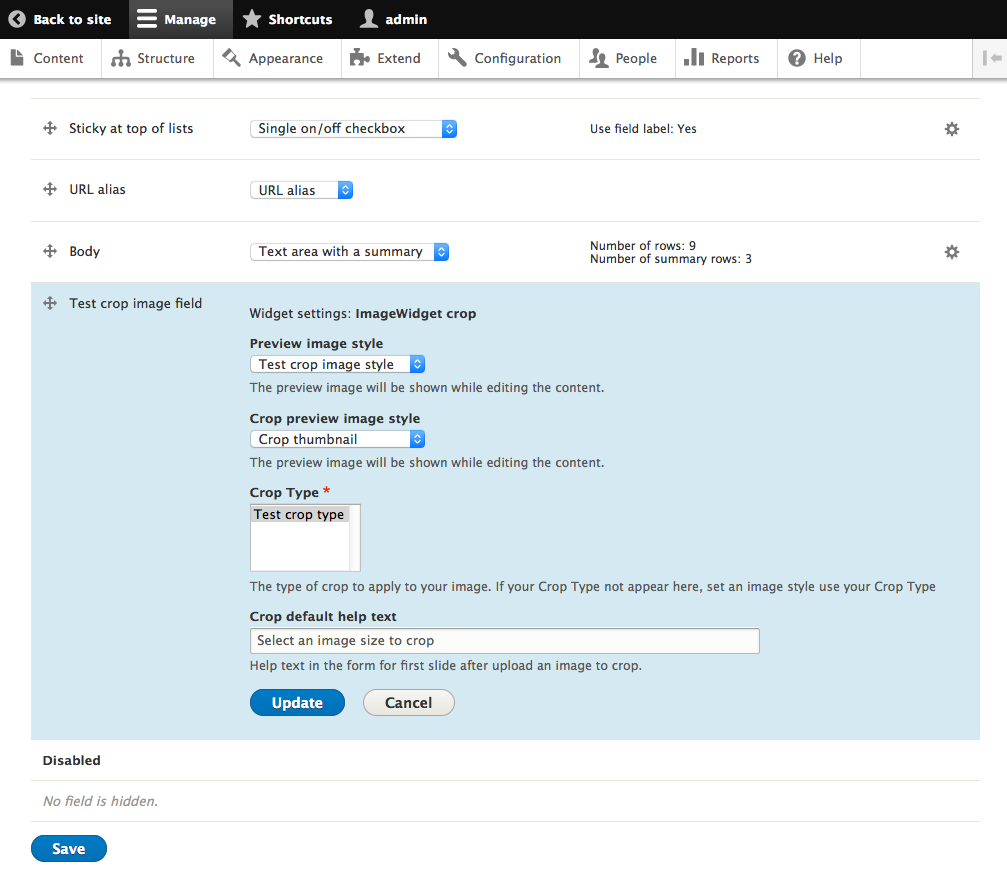 Back to site Manage Shortcuts admin
Content Structure Appearance Extend Configuration People Reports Help
Sticky at top of lists Single on/off checkbox Use field label: Yes
URL alias URL alias
Body Text area with a summary Number of rows: 9
Number of summary rows: 3
Test crop image field
Widget settings: ImageWidget crop
Preview image style
Test crop image style
The preview image will be shown while editing the content.
Crop preview image style
Crop thumbnail
The preview image will be shown while editing the content.
Crop Type *
Test crop type
The type of crop to apply to your image. If your Crop Type not appear here, set an image style use your Crop Type
Crop default help text
Select an image size to crop
Help text in the form for first slide after upload an image to crop.
Update Cancel
Disabled
No field is hidden.
Save